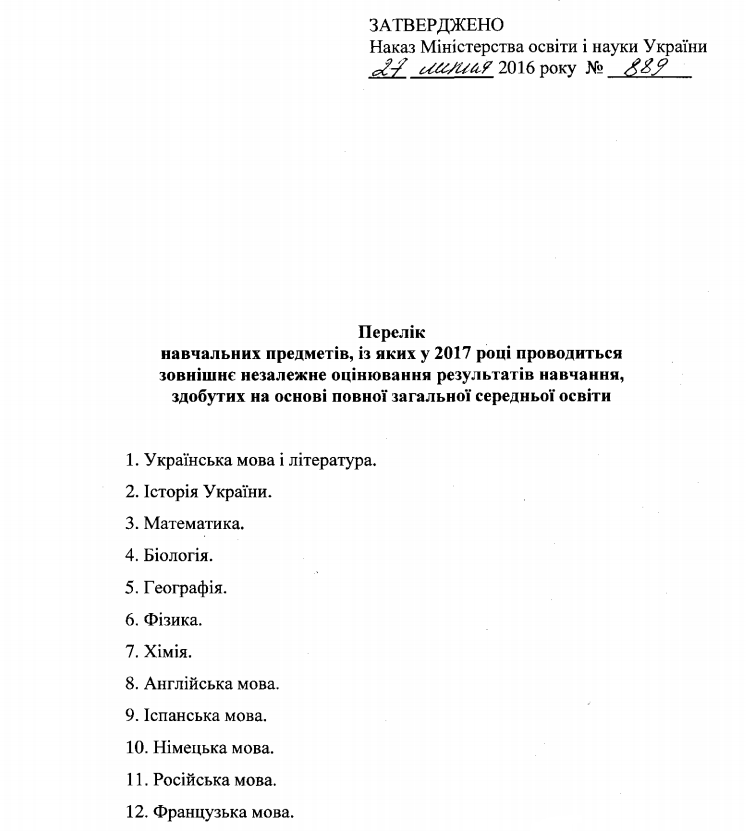 ЗАТВЕРДЖЕНО
Наказ Міністерства освіти і науки України
27 липня 2016 року № 889
Перелік
навчальних предметів, із яких у 2017 році проводиться
зовнішнє незалежне оцінювання результатів навчання,
здобутих на основі повної загальної середньої освіти
1. Українська мова і література.
2. Історія України.
3. Математика.
4. Біологія.
5. Географія.
6. Фізика.
7. Хімія.
8. Англійська мова.
9. Іспанська мова.
10. Німецька мова.
11. Російська мова.
12. Французька мова.